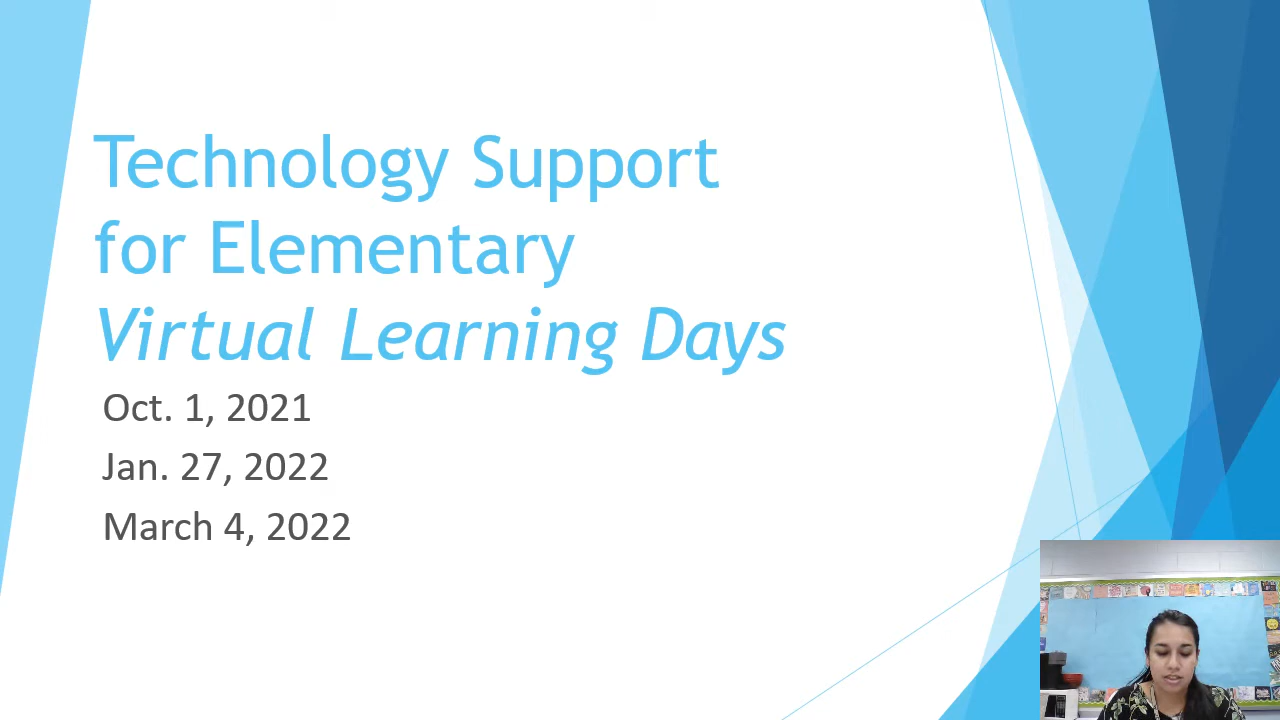 Technology Support
for Elementary
Virtual Learning Days
Oct. 1, 2021
Jan. 27, 2022
March 4, 2022